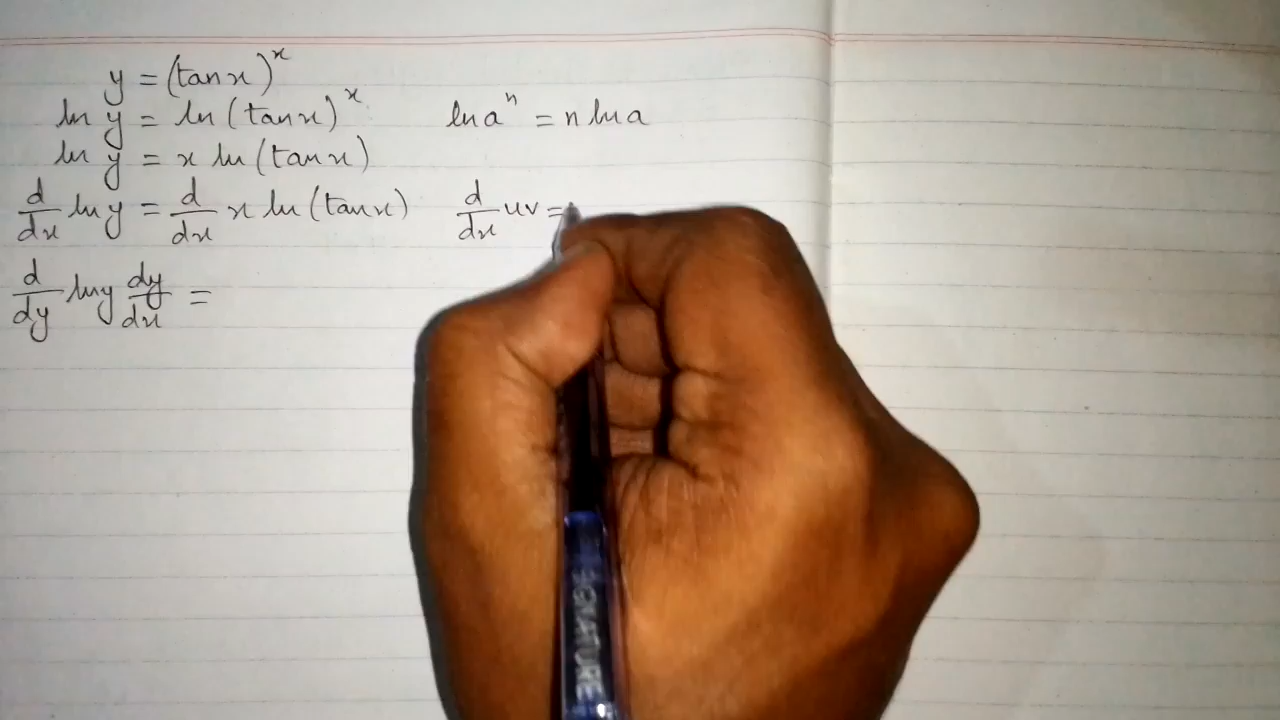 y = (tan x)^x
ln y = ln (tan x)^x ln a^n = n ln a
ln y = x ln (tan x)
d/dx ln y = d/dx x ln (tan x) d/dx uv =
d/dy ln y dy/dx =